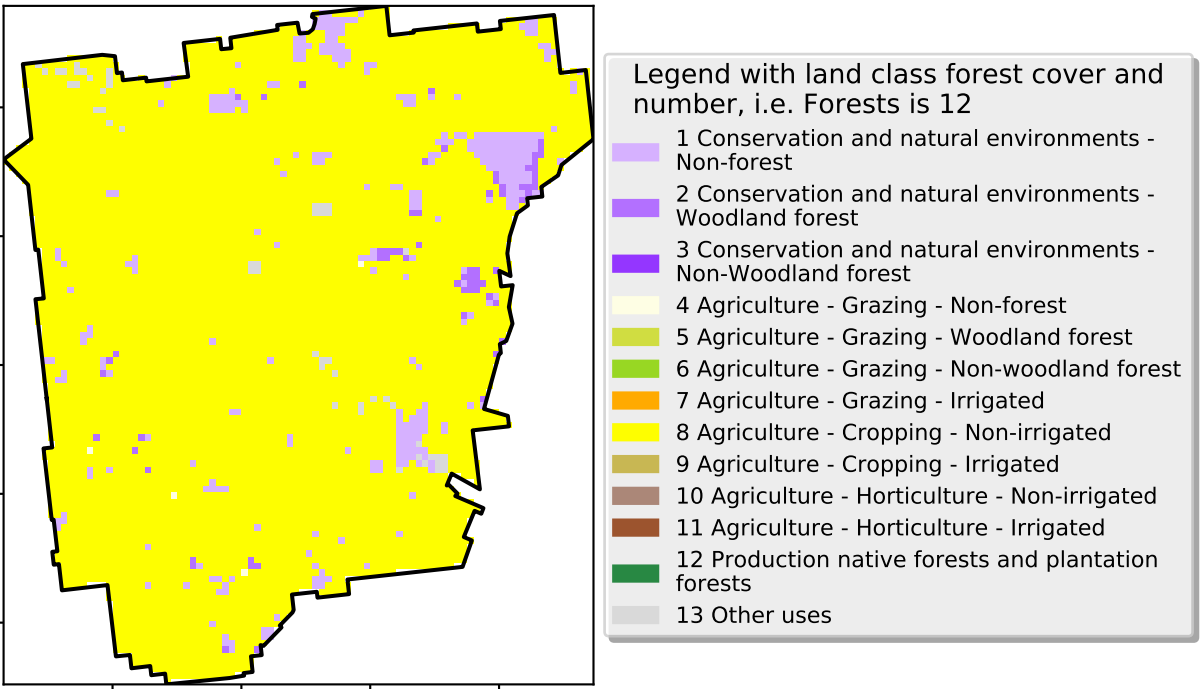 Legend with land class forest cover and
number, i.e. Forests is 12
1 Conservation and natural environments -
Non-forest
2 Conservation and natural environments -
Woodland forest
3 Conservation and natural environments -
Non-Woodland forest
4 Agriculture - Grazing - Non-forest
5 Agriculture - Grazing - Woodland forest
6 Agriculture - Grazing - Non-woodland forest
7 Agriculture - Grazing - Irrigated
8 Agriculture - Cropping - Non-irrigated
9 Agriculture - Cropping - Irrigated
10 Agriculture - Horticulture - Non-irrigated
11 Agriculture - Horticulture - Irrigated
12 Production native forests and plantation
forests
13 Other uses